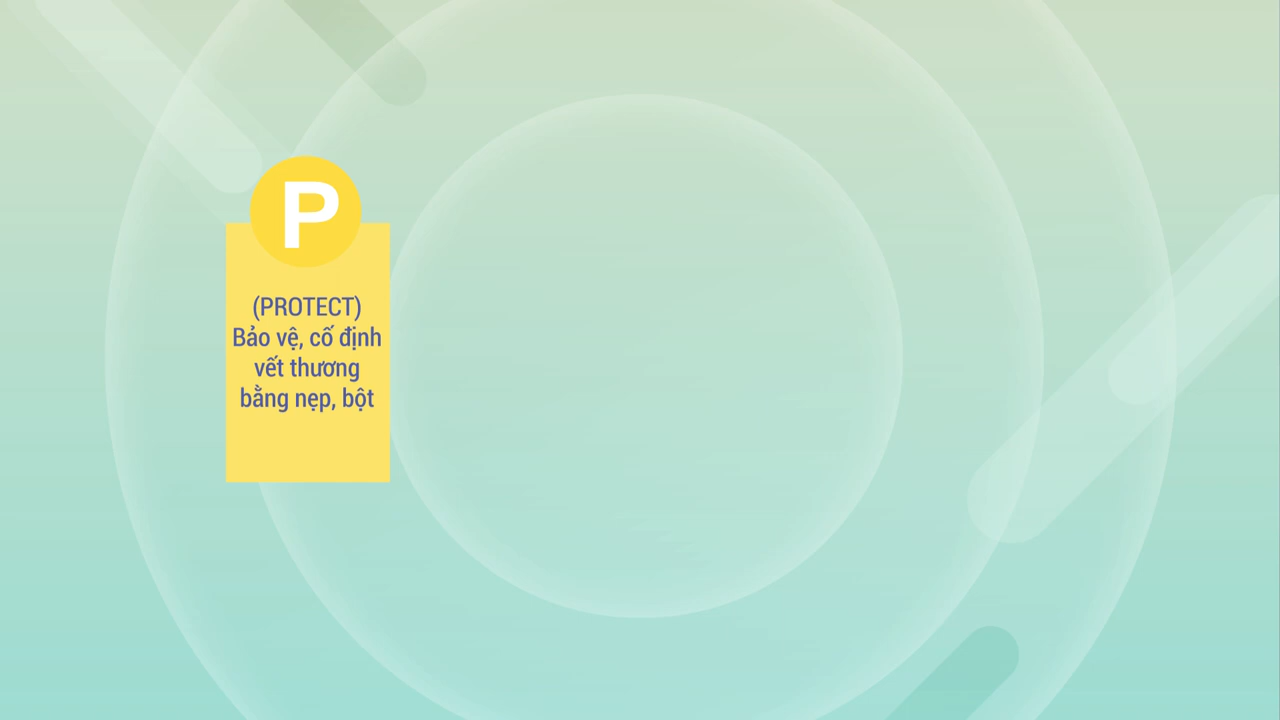 P
(PROTECT)
Bảo vệ, cố định
vết thương
bằng nẹp, bột